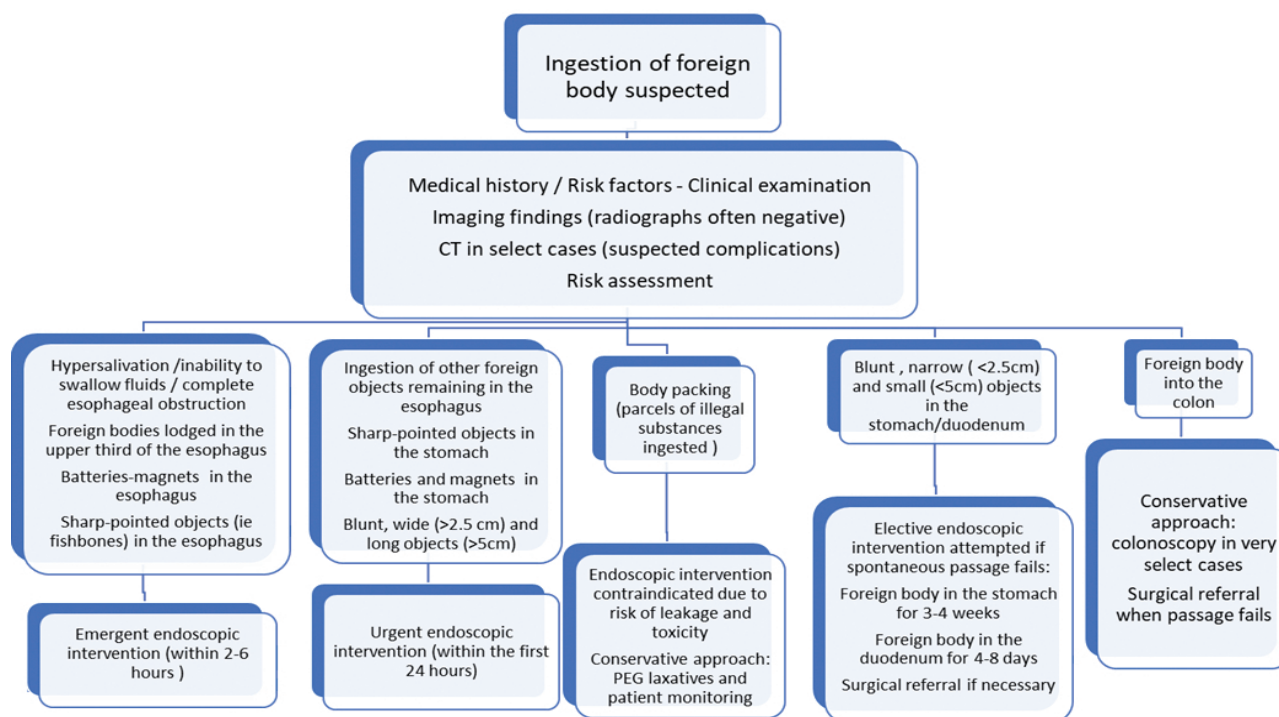 Ingestion of foreign
body suspected
Medical history / Risk factors - Clinical examination
Imaging findings (radiographs often negative)
CT in select cases (suspected complications)
Risk assessment
Hypersalivation /inability to
swallow fluids / complete
esophageal obstruction
Foreign bodies lodged in the
upper third of the esophagus
Batteries-magnets in the
esophagus
Sharp-pointed objects (ie
fishbones) in the esophagus
Emergent endoscopic
intervention (within 2-6
hours )
Ingestion of other foreign
objects remaining in the
esophagus
Sharp-pointed objects in
the stomach
Batteries and magnets in
the stomach
Blunt, wide (>2.5 cm) and
long objects (>5cm)
Urgent endoscopic
intervention (within the first
24 hours)
Body packing
(parcels of illegal
substances
ingested )
Endoscopic intervention
contraindicated due to
risk of leakage and
toxicity
Conservative approach:
PEG laxatives and
patient monitoring
Blunt , narrow ( <2.5cm)
and small (<5cm) objects
in the
stomach/duodenum
Elective endoscopic
intervention attempted if
spontaneous passage fails:
Foreign body in the stomach
for 3-4 weeks
Foreign body in the
duodenum for 4-8 days
Surgical referral if necessary
Foreign body
into the
colon
Conservative
approach:
colonoscopy in very
select cases
Surgical referral
when passage fails